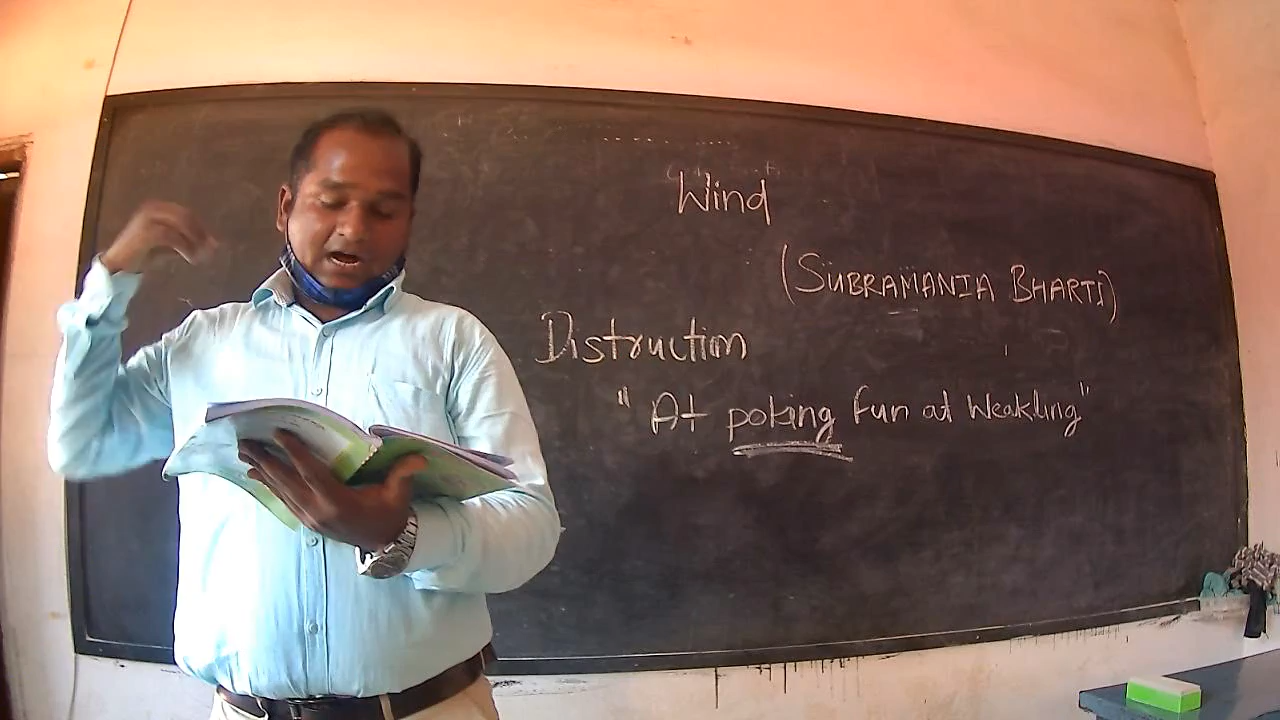 Wind
(SUBRAMANIA BHARTI)
Distruction
"At poking fun at Weakling"